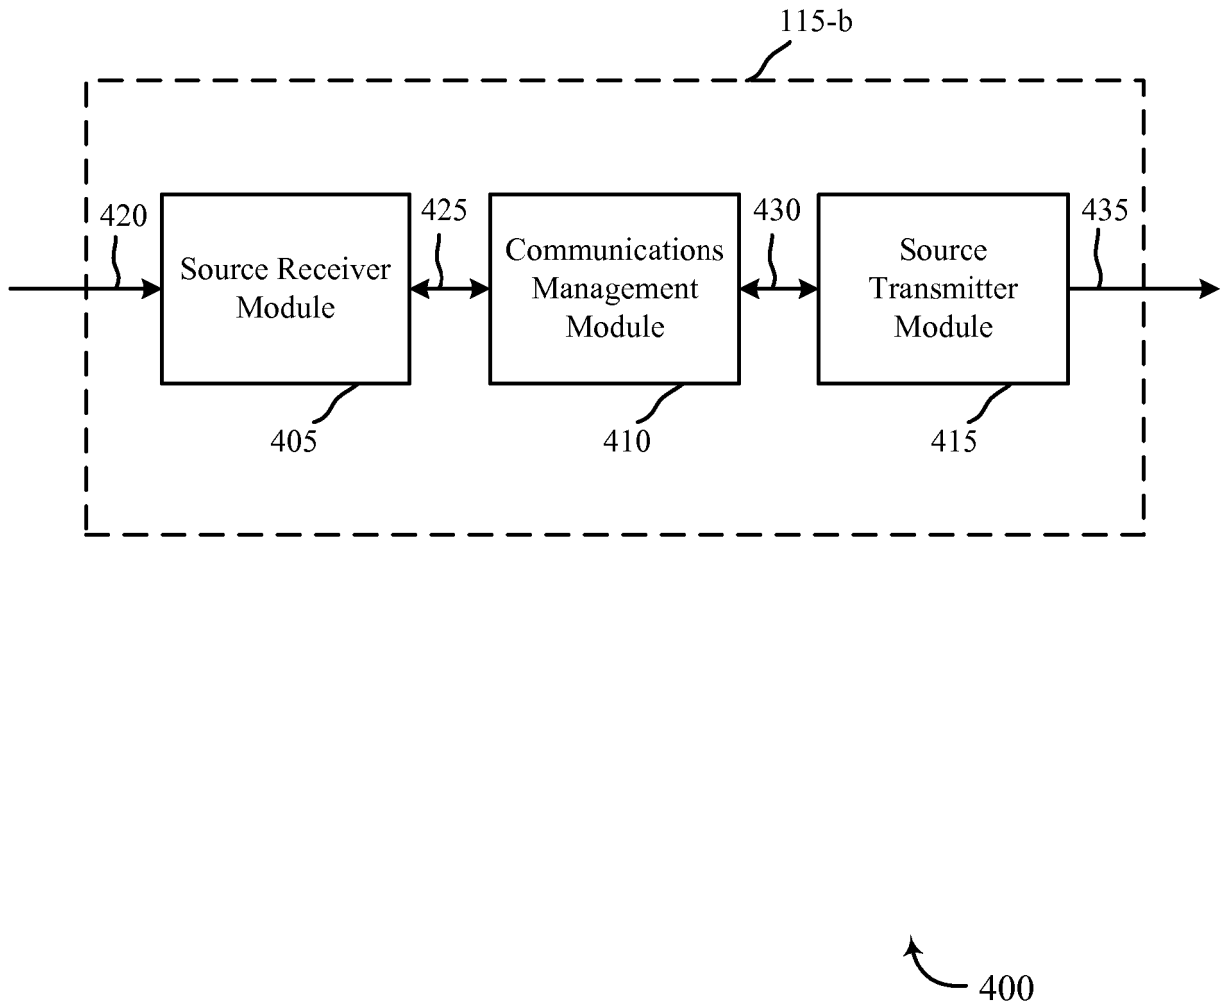 115-b
420
425
430
435
Source Receiver
Module
Communications
Management
Module
Source
Transmitter
Module
405
410
415
400